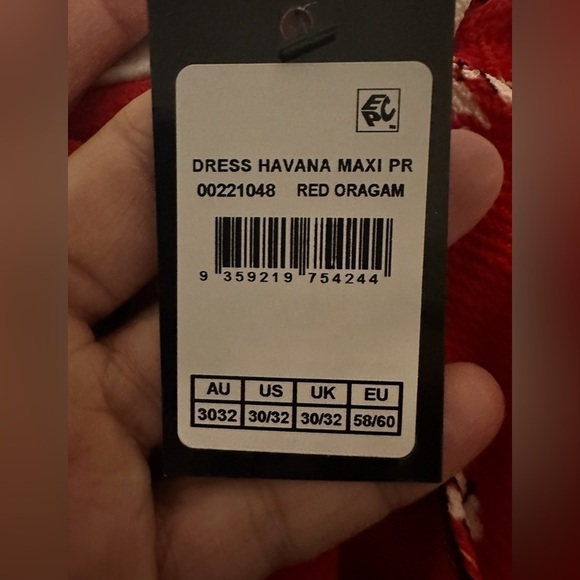 EPC
TM
DRESS HAVANA MAXI PR
00221048 RED ORAGAM
9 359219 754244
AU US UK EU
3032 30/32 30/32 58/60